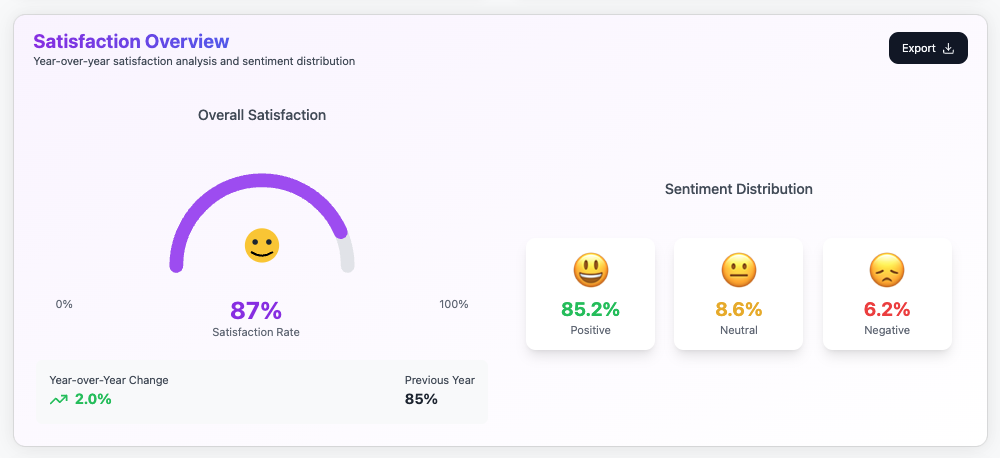 Satisfaction Overview
Year-over-year satisfaction analysis and sentiment distribution
Export
Overall Satisfaction
0%
87%
100%
Satisfaction Rate
Year-over-Year Change
2.0%
Previous Year
85%
Sentiment Distribution
85.2%
Positive
8.6%
Neutral
6.2%
Negative